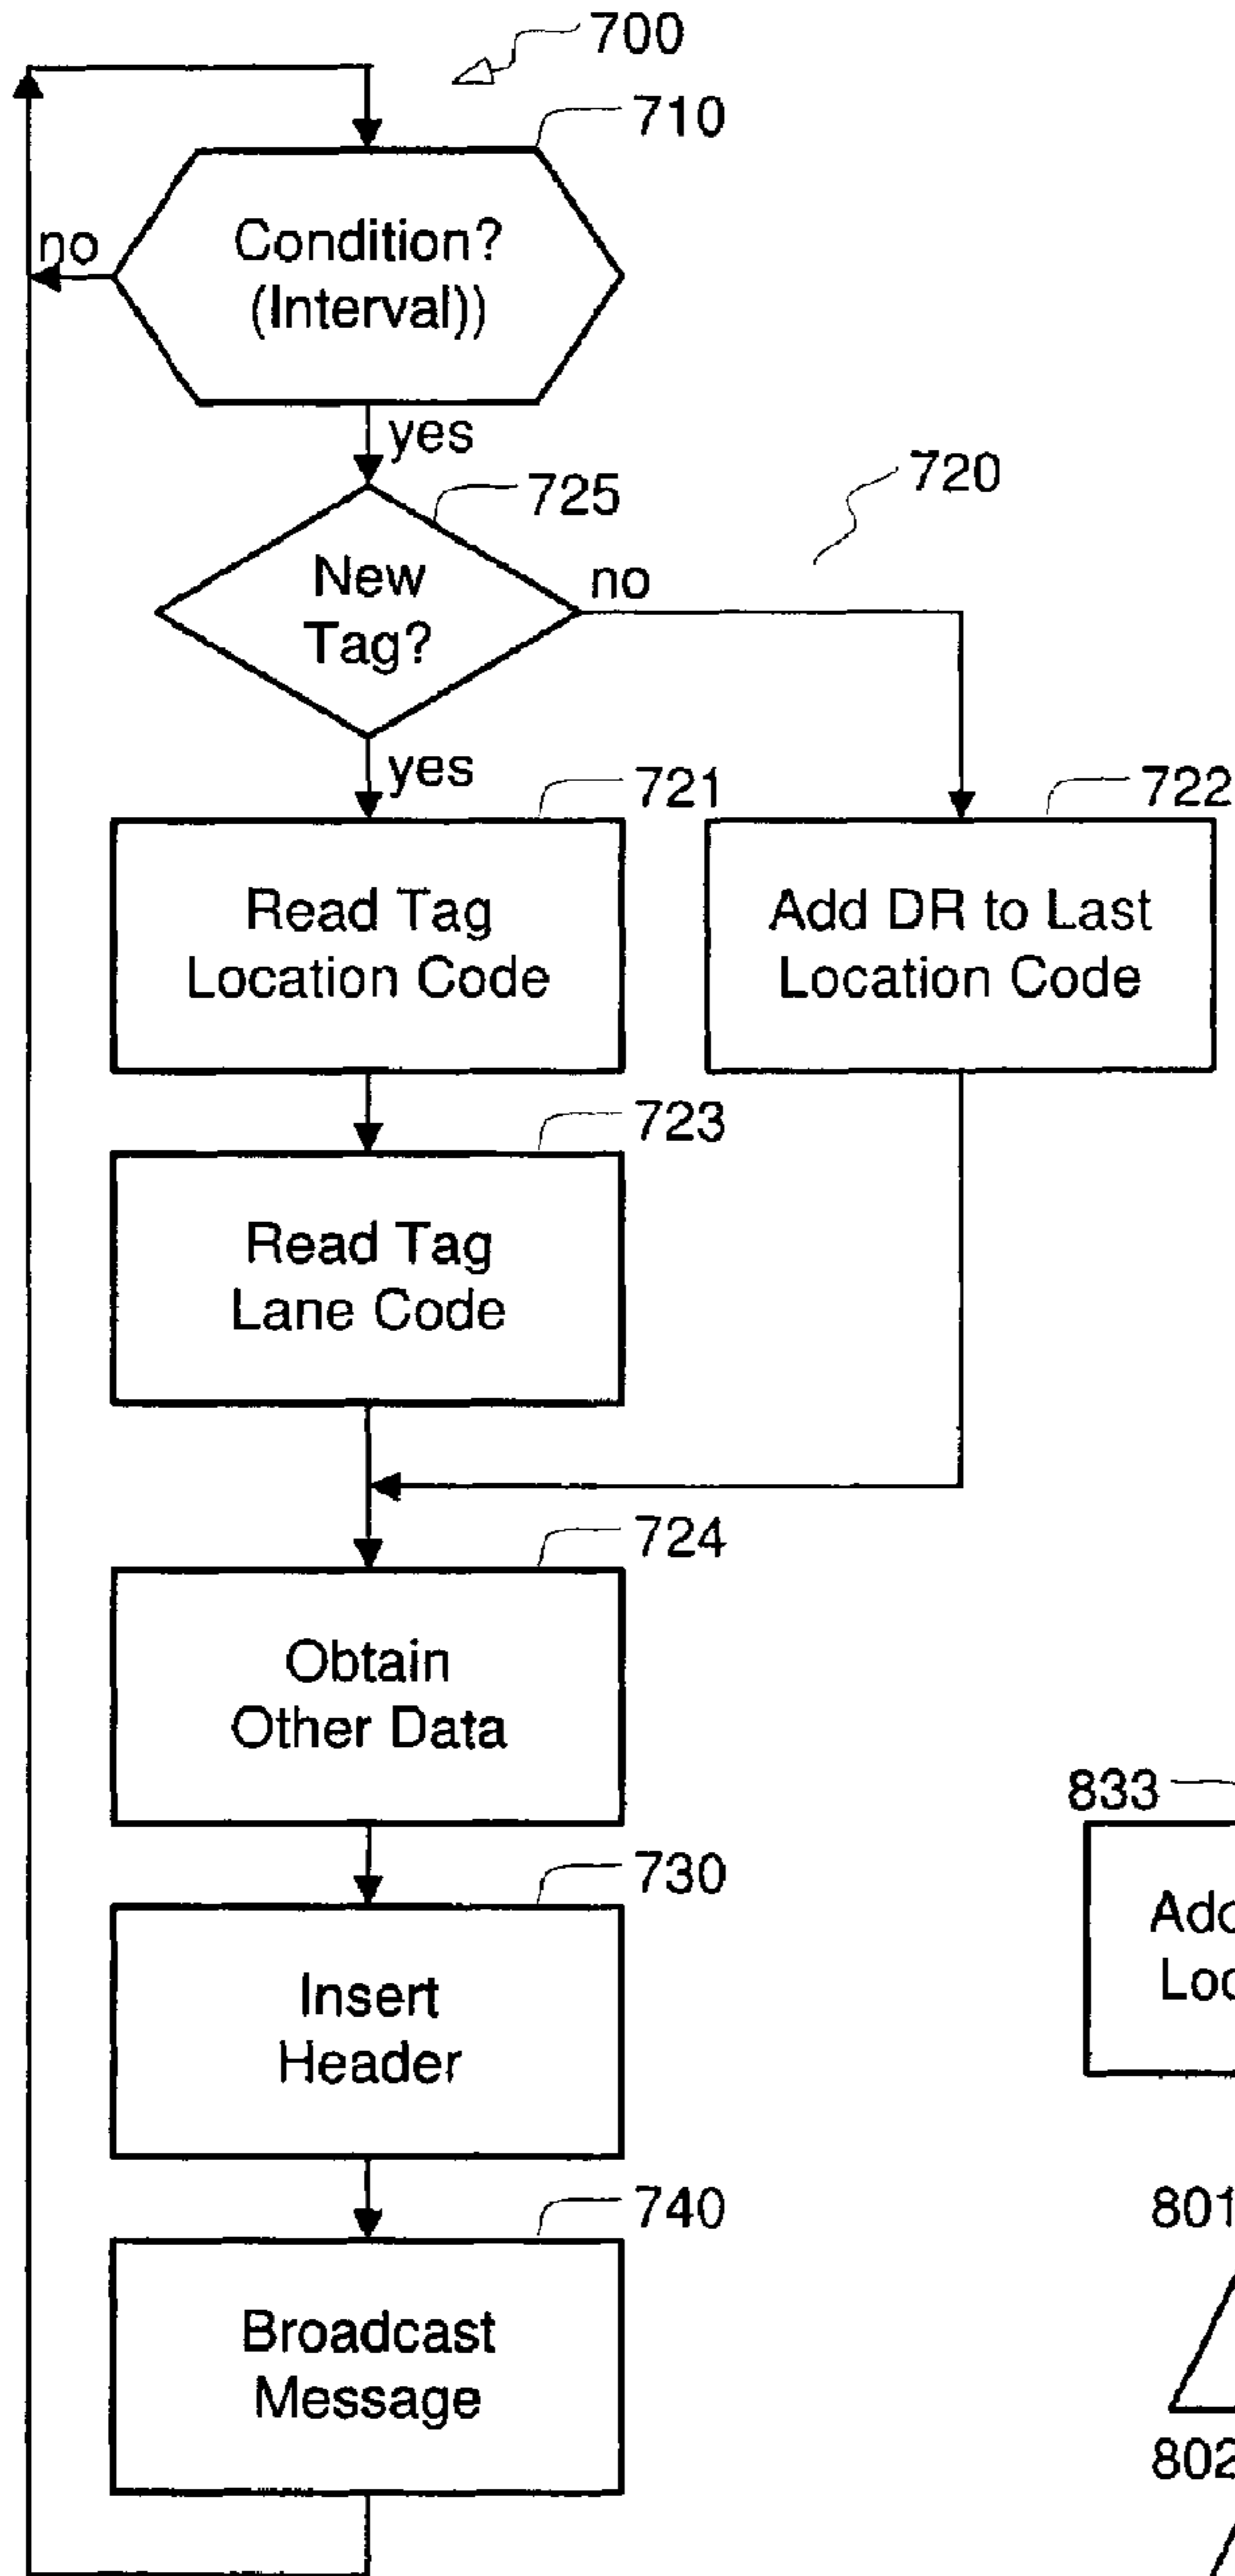 700
710
Condition?
(Interval))
no
yes
725
720
New
Tag?
no
yes
721
722
Read Tag
Location Code
Add DR to Last
Location Code
723
Read Tag
Lane Code
724
Obtain
Other Data
833
730
Insert
Header
801
740
Broadcast
Message
802